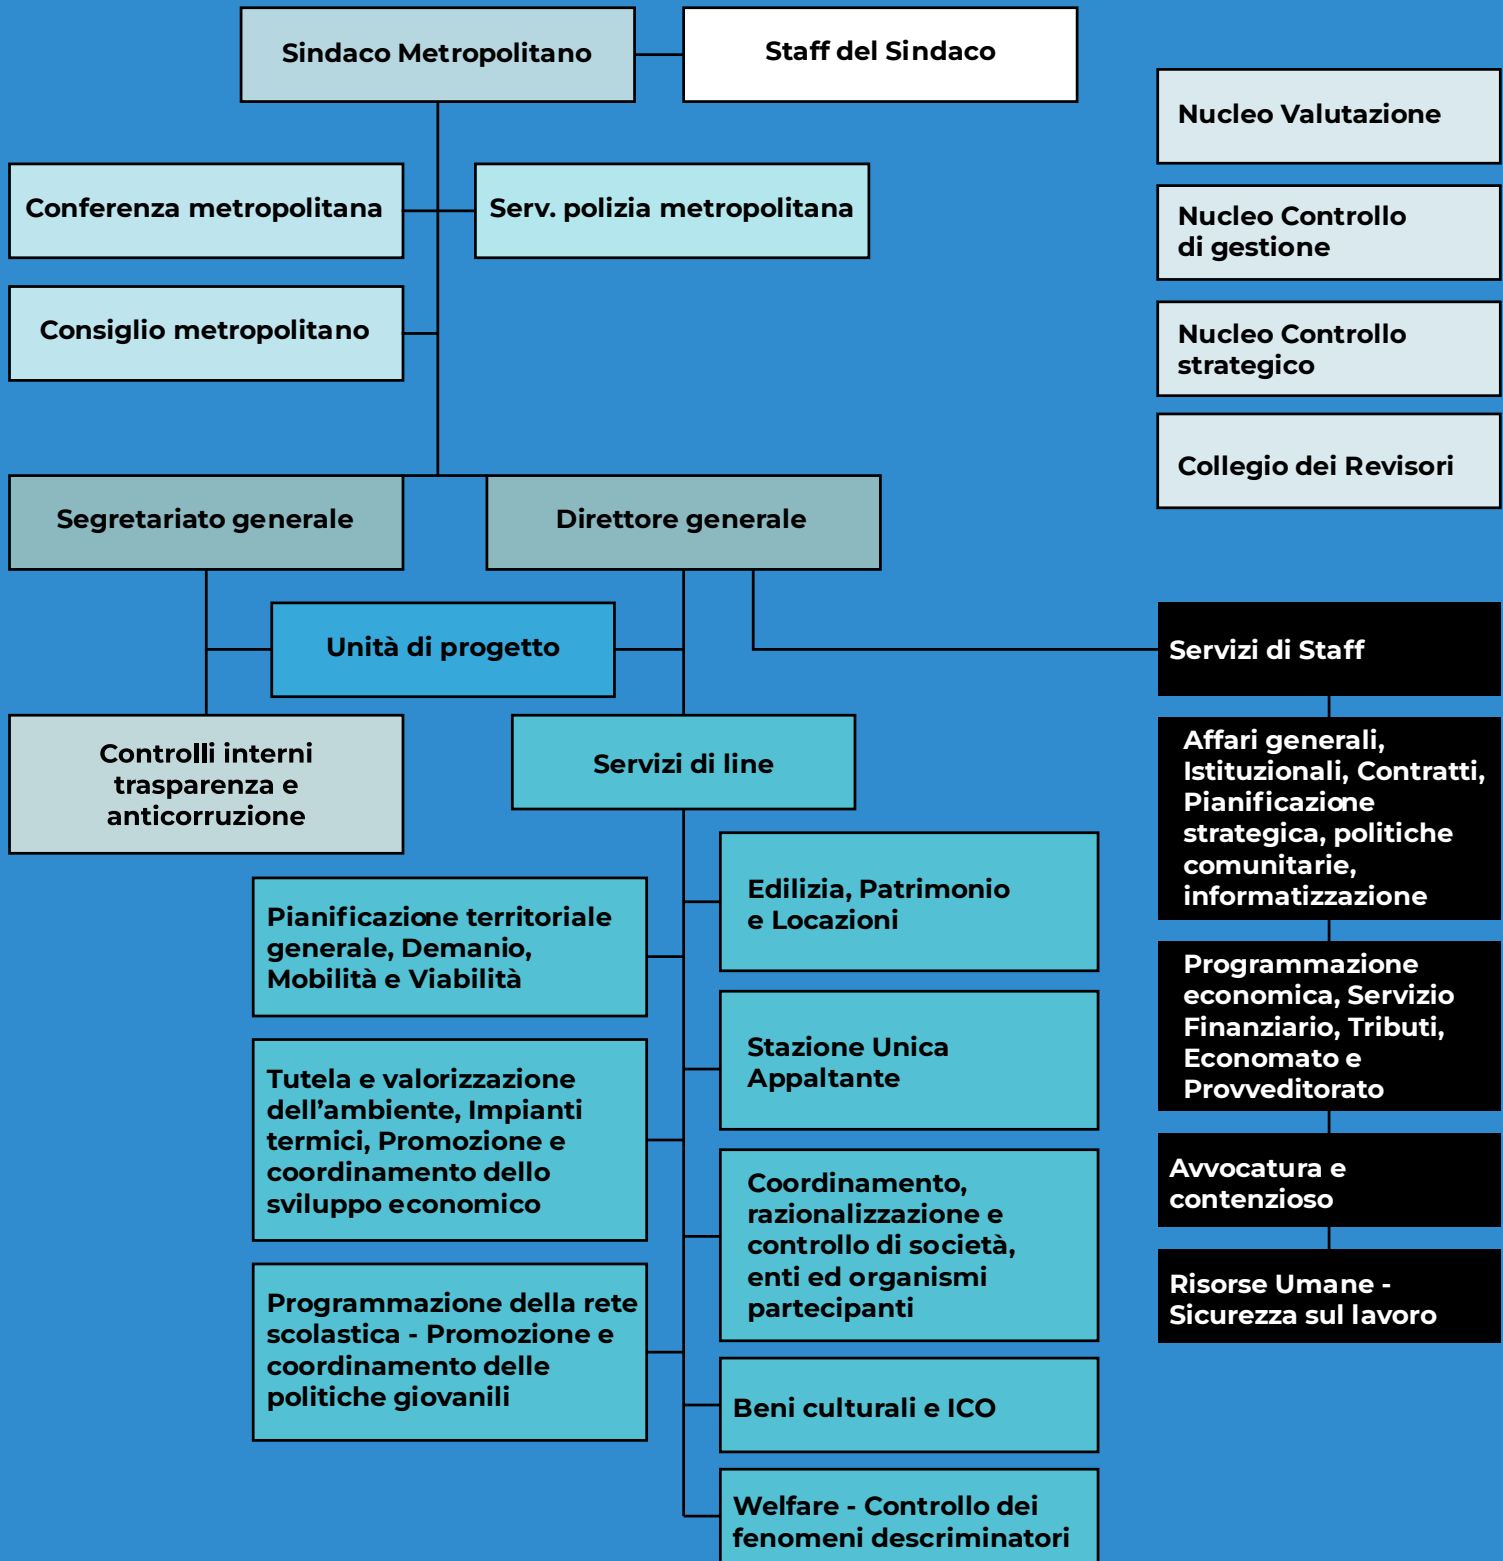 Sindaco Metropolitano
Staff del Sindaco
Nucleo Valutazione
Conferenza metropolitana
Serv. polizia metropolitana
Nucleo Controllo
di gestione
Consiglio metropolitano
Nucleo Controllo
strategico
Collegio dei Revisori
Segretariato generale
Direttore generale
Unità di progetto
Servizi di Staff
Controlli interni
trasparenza e
anticorruzione
Servizi di line
Affari generali,
Istituzionali, Contratti,
Pianificazione
strategica, politiche
comunitarie,
informatizzazione
Pianificazione territoriale
generale, Demanio,
Mobilità e Viabilità
Edilizia, Patrimonio
e Locazioni
Programmazione
economica, Servizio
Finanziario, Tributi,
Economato e
Provveditorato
Tutela e valorizzazione
dell’ambiente, Impianti
termici, Promozione e
coordinamento dello
sviluppo economico
Stazione Unica
Appaltante
Avvocatura e
contenzioso
Coordinamento,
razionalizzazione e
controllo di società,
enti ed organismi
partecipanti
Risorse Umane -
Sicurezza sul lavoro
Programmazione della rete
scolastica - Promozione e
coordinamento delle
politiche giovanili
Beni culturali e ICO
Welfare - Controllo dei
fenomeni descriminatori